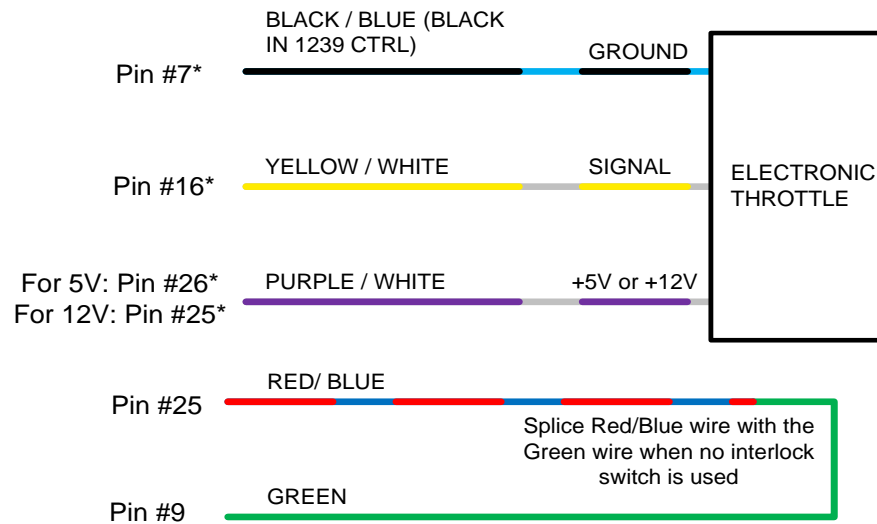 BLACK / BLUE (BLACK
IN 1239 CTRL)
GROUND
Pin #7*
YELLOW / WHITE
SIGNAL
Pin #16*
ELECTRONIC
THROTTLE
For 5V: Pin #26*
For 12V: Pin #25*
PURPLE / WHITE
+5V or +12V
RED/ BLUE
Pin #25
Splice Red/Blue wire with the
Green wire when no interlock
switch is used
GREEN
Pin #9